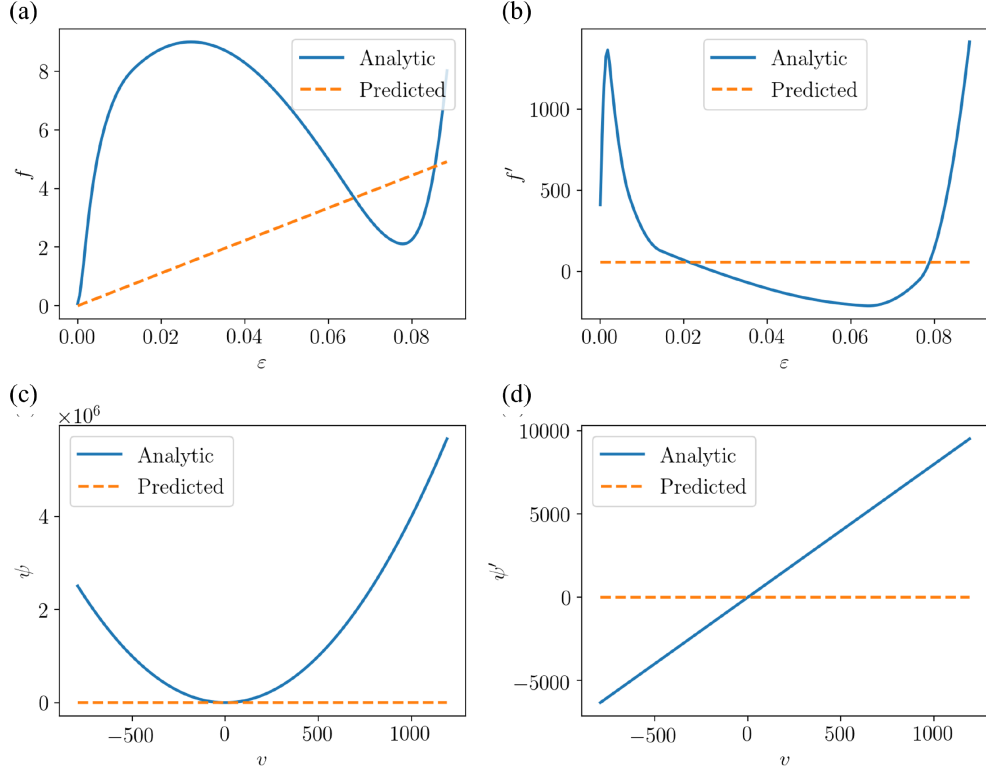 (a)
8
6
4
2
0
f
0.00 0.02 0.04 0.06 0.08
ε
Analytic
Predicted
(b)
1000
500
0
f′
0.00 0.02 0.04 0.06 0.08
ε
Analytic
Predicted
(c)
×10⁶
4
2
0
ψ
−500 0 500 1000
v
Analytic
Predicted
(d)
10000
5000
0
−5000
ψ′
−500 0 500 1000
v
Analytic
Predicted